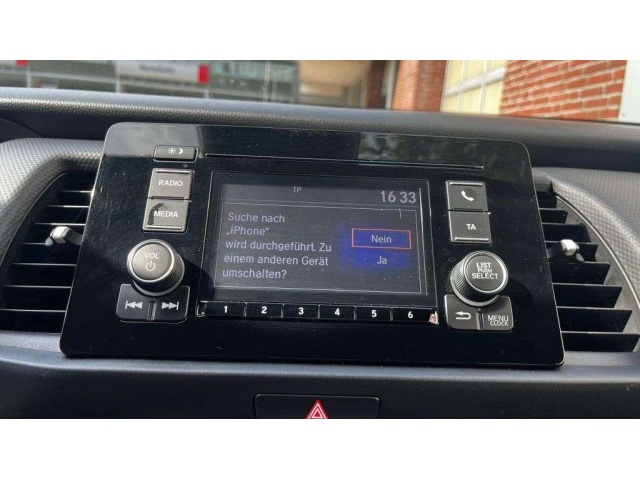 RADIO
MEDIA
VOL
TP
16 33
Suche nach
„iPhone“
wird durchgeführt. Zu
einem anderen Gerät
umschalten?
Nein
Ja
1 2 3 4 5 6
TA
LIST
PUSH
SELECT
MENU
CLOCK